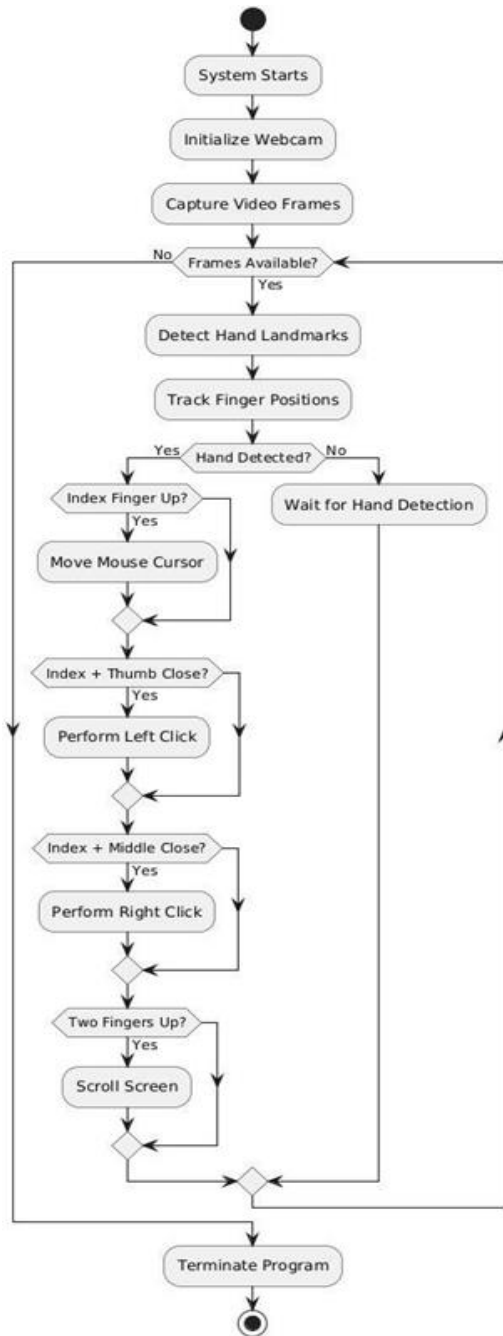 System Starts
Initialize Webcam
Capture Video Frames
No
Frames Available?
Yes
Detect Hand Landmarks
Track Finger Positions
Yes
Hand Detected?
No
Index Finger Up?
Wait for Hand Detection
Yes
Move Mouse Cursor
Index + Thumb Close?
Yes
Perform Left Click
Index + Middle Close?
Yes
Perform Right Click
Two Fingers Up?
Yes
Scroll Screen
Terminate Program